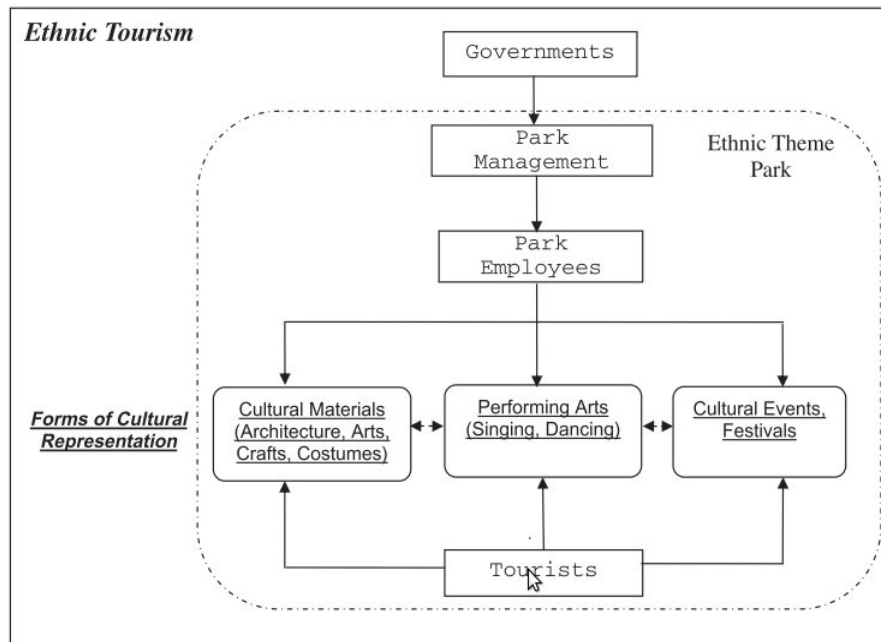 Ethnic Tourism
Governments
Park
Management
Ethnic Theme
Park
Park
Employees
Forms of Cultural
Representation
Cultural Materials
(Architecture, Arts,
Crafts, Costumes)
Performing Arts
(Singing, Dancing)
Cultural Events,
Festivals
Tourists